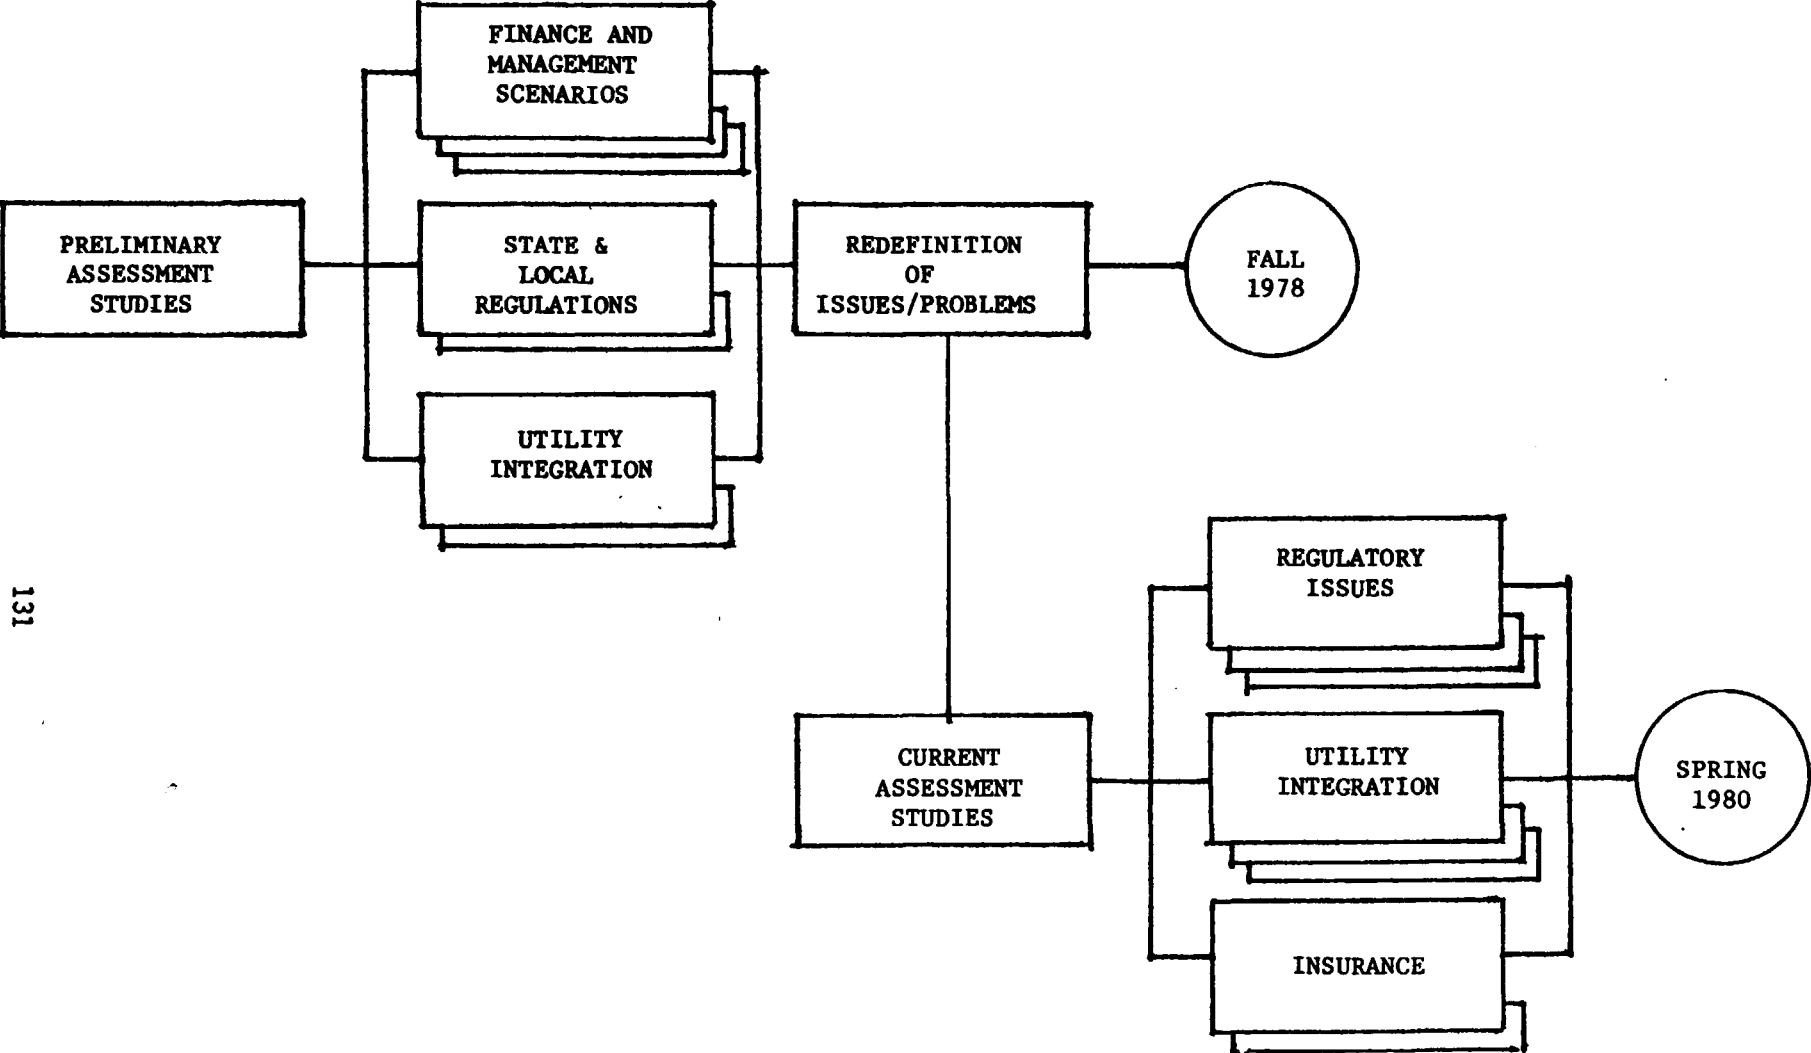 FINANCE AND
MANAGEMENT
SCENARIOS
PRELIMINARY
ASSESSMENT
STUDIES
STATE &
LOCAL
REGULATIONS
REDEFINITION
OF
ISSUES/PROBLEMS
FALL
1978
UTILITY
INTEGRATION
131
REGULATORY
ISSUES
CURRENT
ASSESSMENT
STUDIES
UTILITY
INTEGRATION
SPRING
1980
INSURANCE